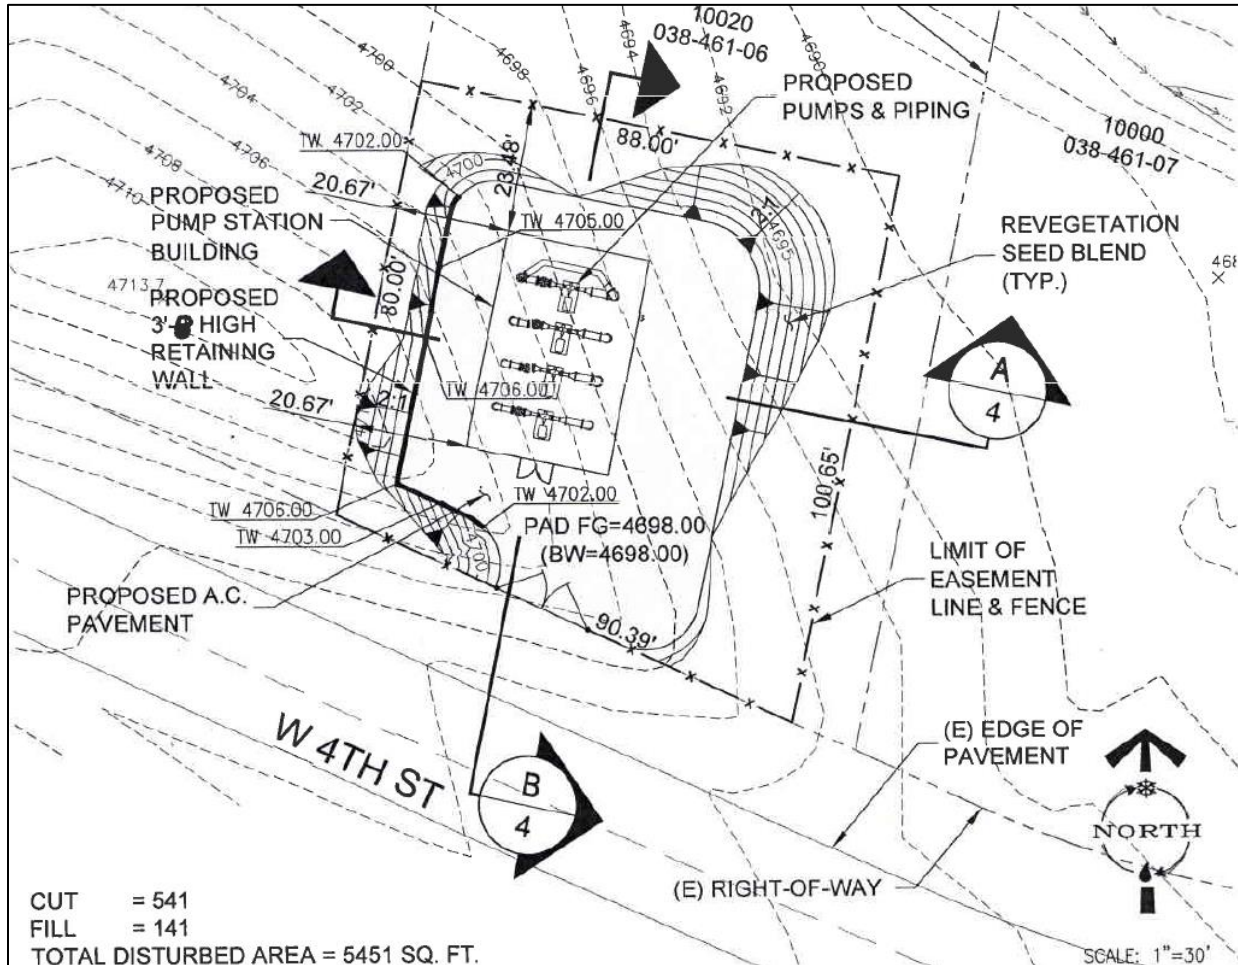 10020
038-461-06
4700
4698
4696
4694
4692
4690
4704
4702
4708
4706
4710
4713.7
PROPOSED
PUMPS & PIPING
10000
038-461-07
88.00'
23.48'
TW 4702.00
4700
20.67'
PROPOSED
PUMP STATION
BUILDING
TW 4705.00
2:1
4695
REVEGETATION
SEED BLEND
(TYP.)
468
80.00'
PROPOSED
3'- HIGH
RETAINING
WALL
A
4
TW 4706.00
2:1
20.67'
100.65'
TW 4706.00
TW 4703.00
TW 4702.00
PAD FG=4698.00
(BW=4698.00)
4700
LIMIT OF
EASEMENT
LINE & FENCE
PROPOSED A.C.
PAVEMENT
90.39'
W 4TH ST
B
4
(E) EDGE OF
PAVEMENT
(E) RIGHT-OF-WAY
NORTH
CUT = 541
FILL = 141
TOTAL DISTURBED AREA = 5451 SQ. FT.
SCALE: 1"=30'